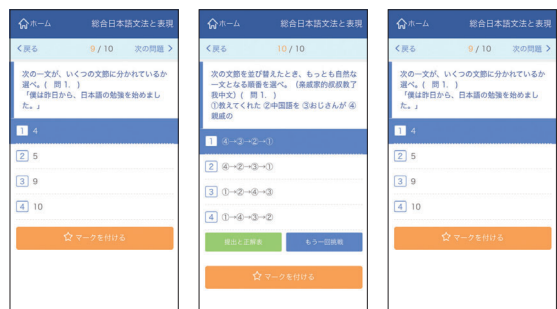 ホーム 総合日本語文法と表現
戻る 9 / 10 次の問題
次の一文が、いくつの文節に分かれているか
選べ。( 問 1. )
「僕は昨日から、日本語の勉強を始めまし
た。」
1 4
2 5
3 9
4 10
マークを付ける
ホーム 総合日本語文法と表現
戻る 10 / 10
次の文節を並び替えたとき、もっとも自然な
一文となる順番を選べ。 (亲戚家的叔叔教了
我中文) ( 問 1. )
①教えてくれた ②中国語を ③おじさんが ④
親戚の
1 ④→③→②→①
2 ④→②→③→①
3 ①→②→④→③
4 ①→④→③→②
提出と正解表 もう一回挑戦
マークを付ける
ホーム 総合日本語文法と表現
戻る 9 / 10 次の問題
次の一文が、いくつの文節に分かれているか
選べ。( 問 1. )
「僕は昨日から、日本語の勉強を始めまし
た。」
1 4
2 5
3 9
4 10
マークを付ける